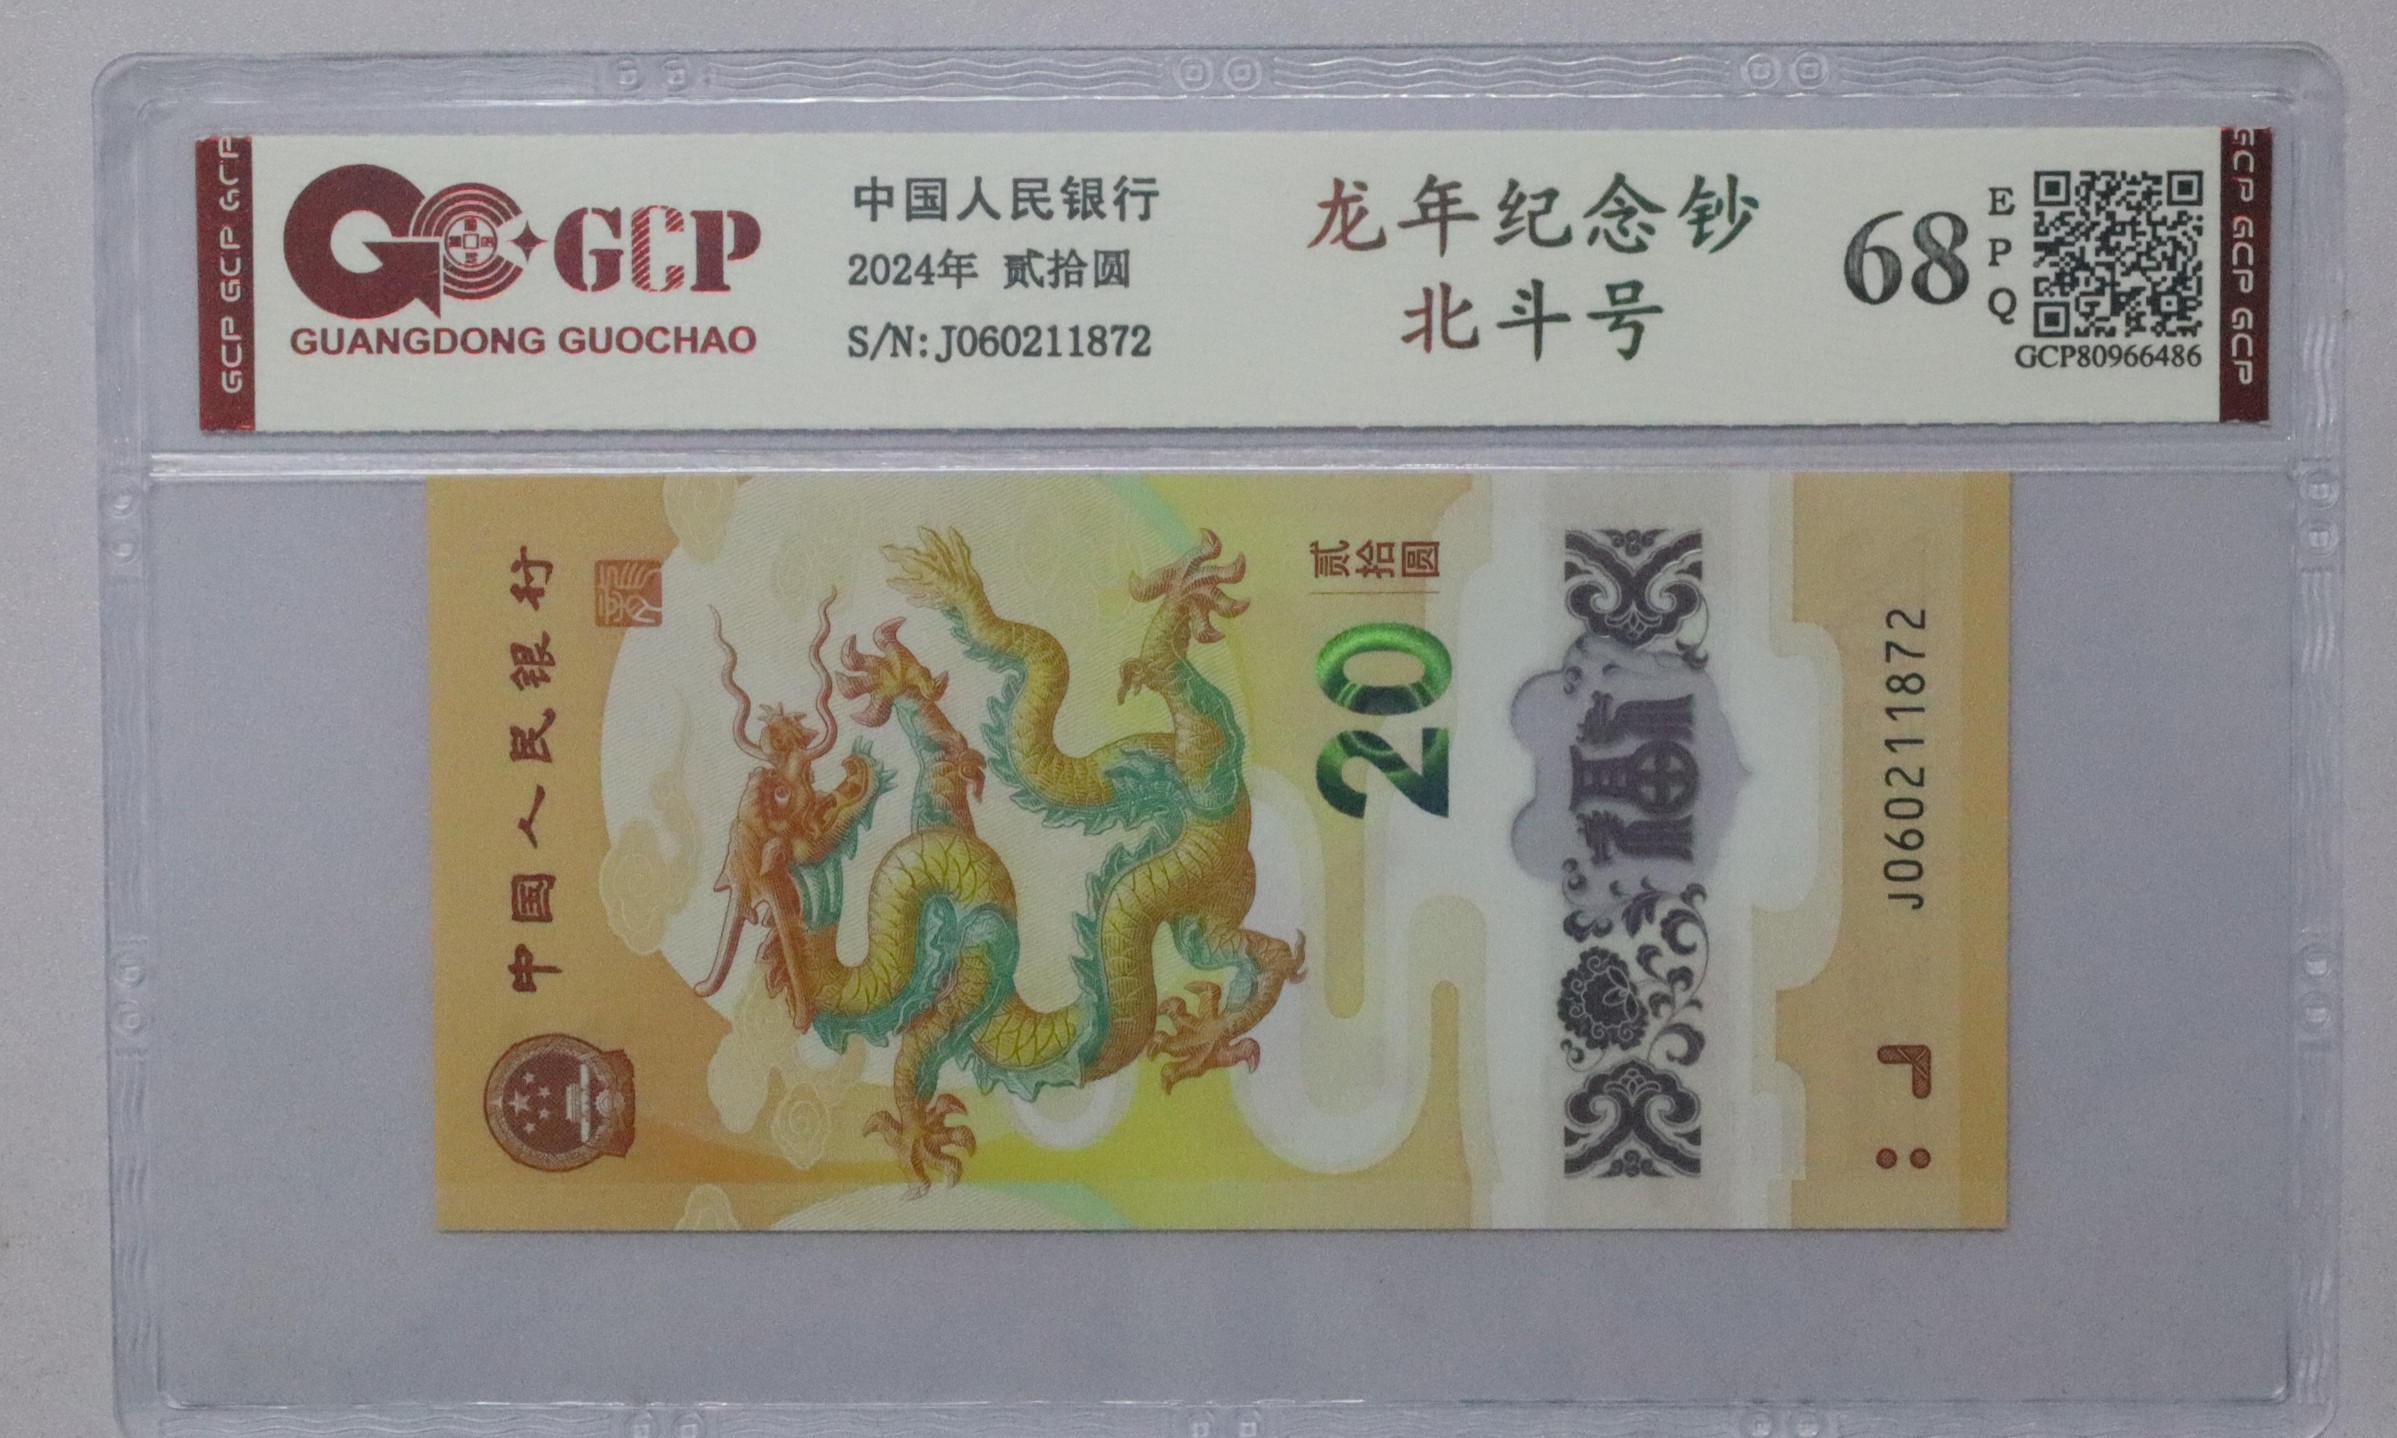 GCP GCP GCP
GCP
GUANGDONG GUOCHAO
中国人民银行
2024年 贰拾圆
S/N:J060211872
龙年纪念钞
北斗号
68
EPQ
GCP80966486
GCP GCP GCP
中国人民银行
贰拾圆
20
J060211872